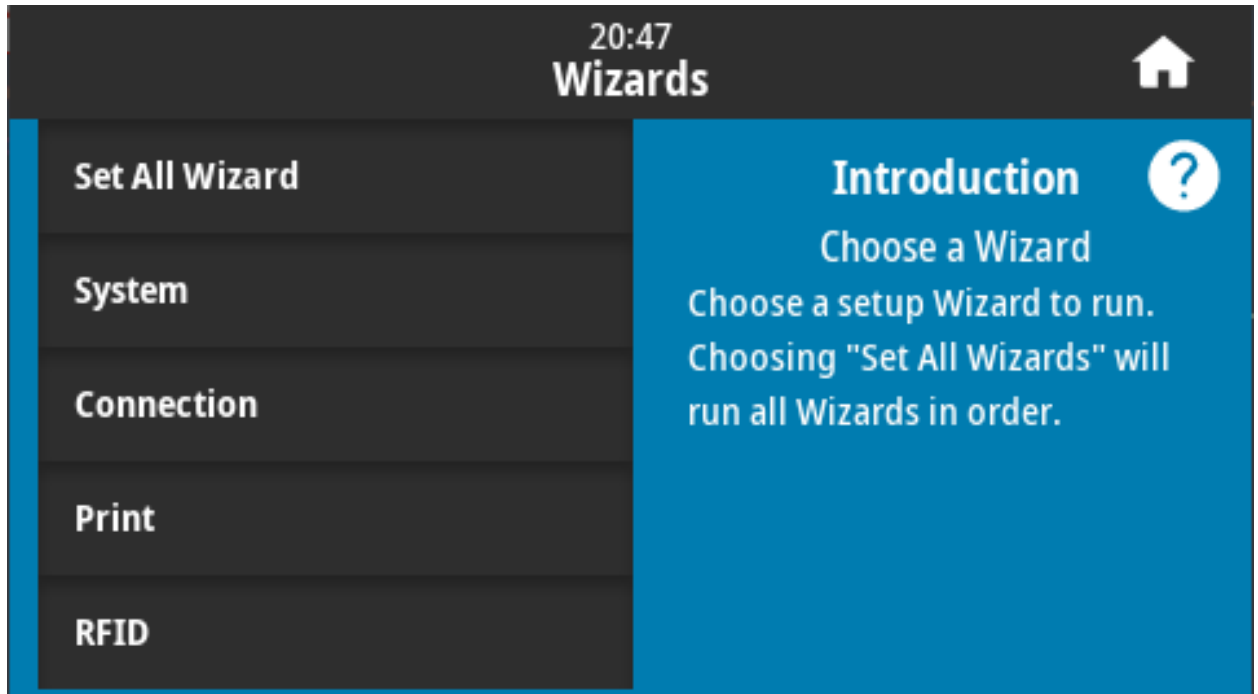 20:47
Wizards
Set All Wizard
System
Connection
Print
RFID
Introduction
?
Choose a Wizard
Choose a setup Wizard to run.
Choosing "Set All Wizards" will
run all Wizards in order.